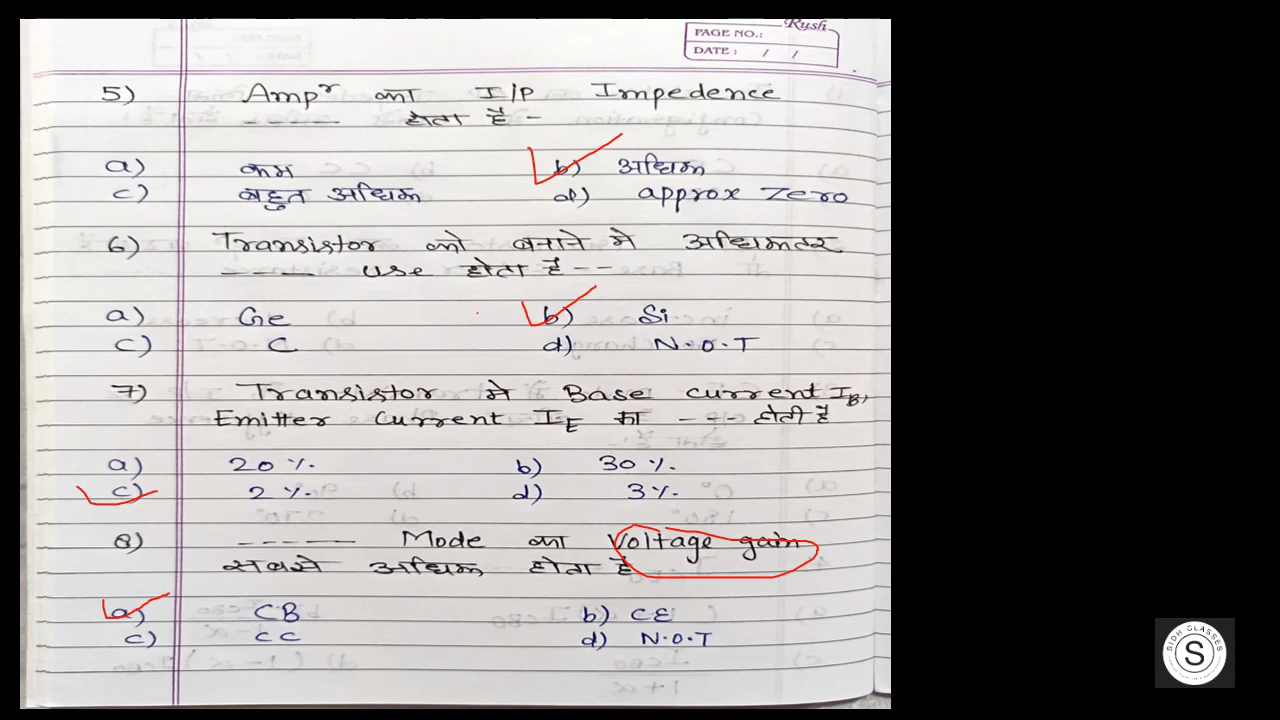 Rush
PAGE NO.:
DATE : / /
5) Ampʳ का I/P Impedence
----- होता है -
a) कम b) अधिक
c) बहुत अधिक d) approx Zero
6) Transistor को बनाने मे अधिकतर
---- use होता है --
a) Ge b) Si
c) C d) N.O.T
7) Transistor मे Base current IB,
Emitter Current IE का --- होती है
a) 20 % b) 30 %.
c) 2 %. d) 3%.
8) ----- Mode का Voltage gain
सबसे अधिक होता है
a) CB b) CE
c) CC d) N.O.T
SIDH CLASSES
S